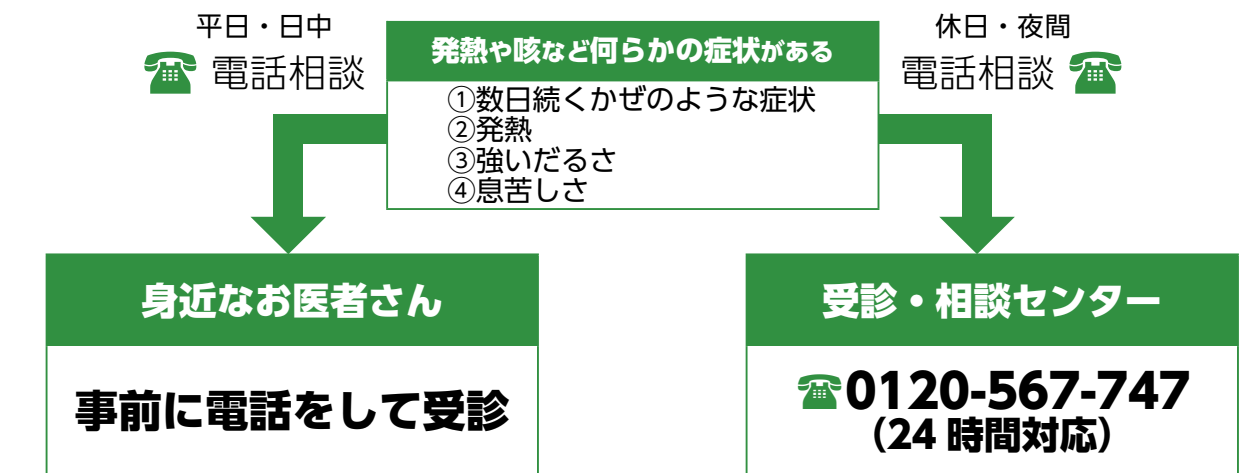 平日・日中
☎ 電話相談
発熱や咳など何らかの症状がある
①数日続くかぜのような症状
②発熱
③強いだるさ
④息苦しさ
休日・夜間
電話相談 ☎
身近なお医者さん
事前に電話をして受診
受診・相談センター
☎0120-567-747
（24 時間対応）